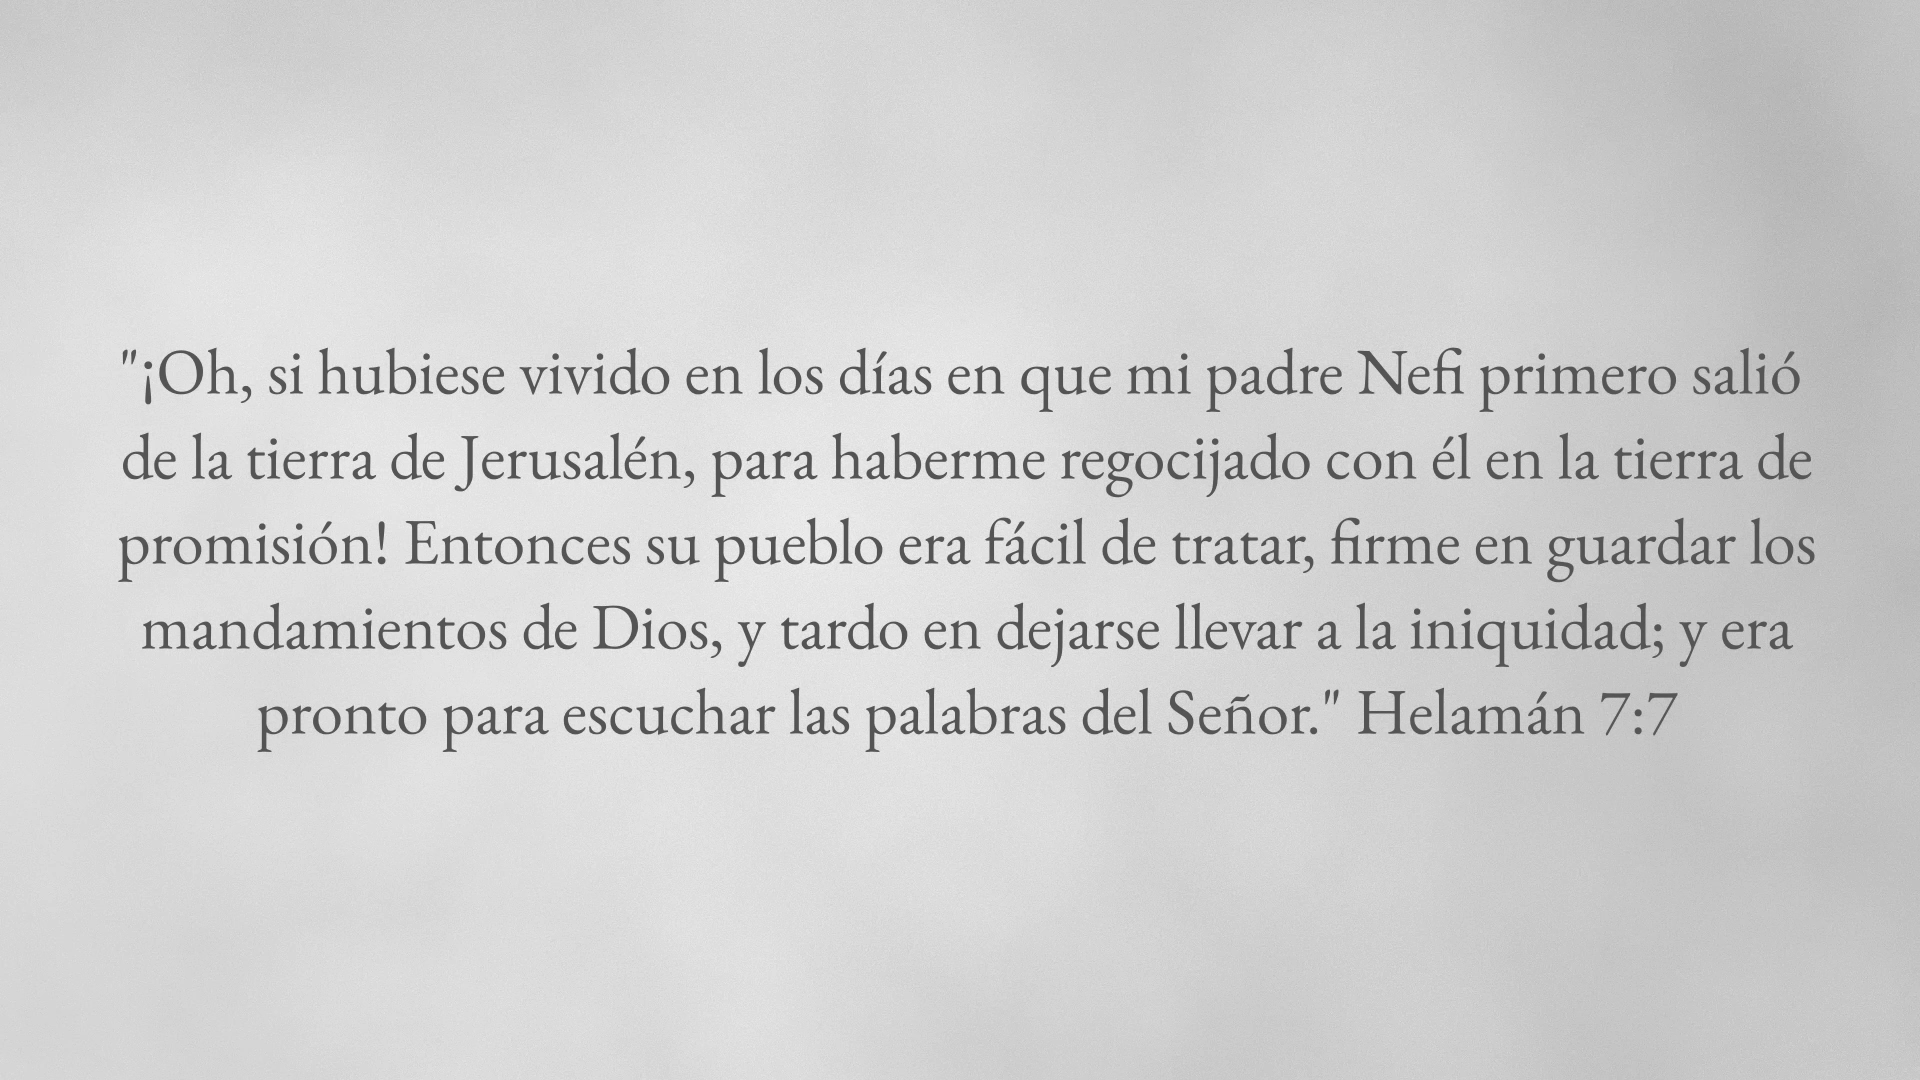 "¡Oh, si hubiese vivido en los días en que mi padre Nefi primero salió
de la tierra de Jerusalén, para haberme regocijado con él en la tierra de
promisión! Entonces su pueblo era fácil de tratar, firme en guardar los
mandamientos de Dios, y tardo en dejarse llevar a la iniquidad; y era
pronto para escuchar las palabras del Señor." Helamán 7:7